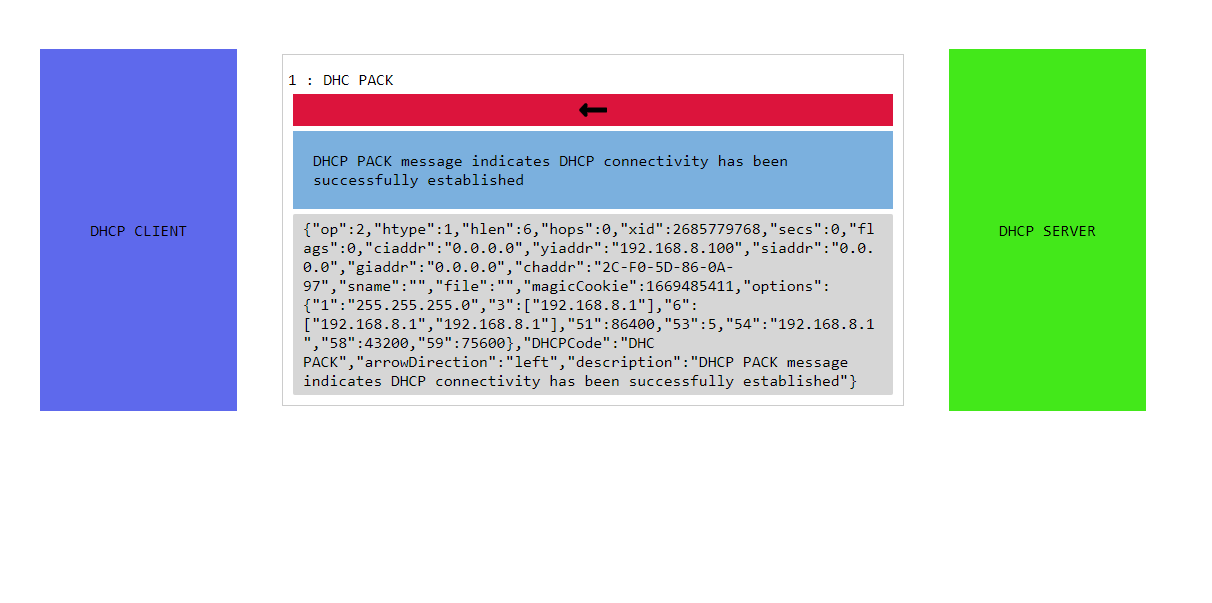 DHCP CLIENT
1 : DHC PACK
DHCP PACK message indicates DHCP connectivity has been
successfully established
{"op":2,"htype":1,"hlen":6,"hops":0,"xid":2685779768,"secs":0,"fl
ags":0,"ciaddr":"0.0.0.0","yiaddr":"192.168.8.100","siaddr":"0.0.
0.0","giaddr":"0.0.0.0","chaddr":"2C-F0-5D-86-0A-
97","sname":"","file":"","magicCookie":1669485411,"options":
{"1":"255.255.255.0","3":["192.168.8.1"],"6":
["192.168.8.1","192.168.8.1"],"51":86400,"53":5,"54":"192.168.8.1
","58":43200,"59":75600},"DHCPCode":"DHC
PACK","arrowDirection":"left","description":"DHCP PACK message
indicates DHCP connectivity has been successfully established"}
DHCP SERVER